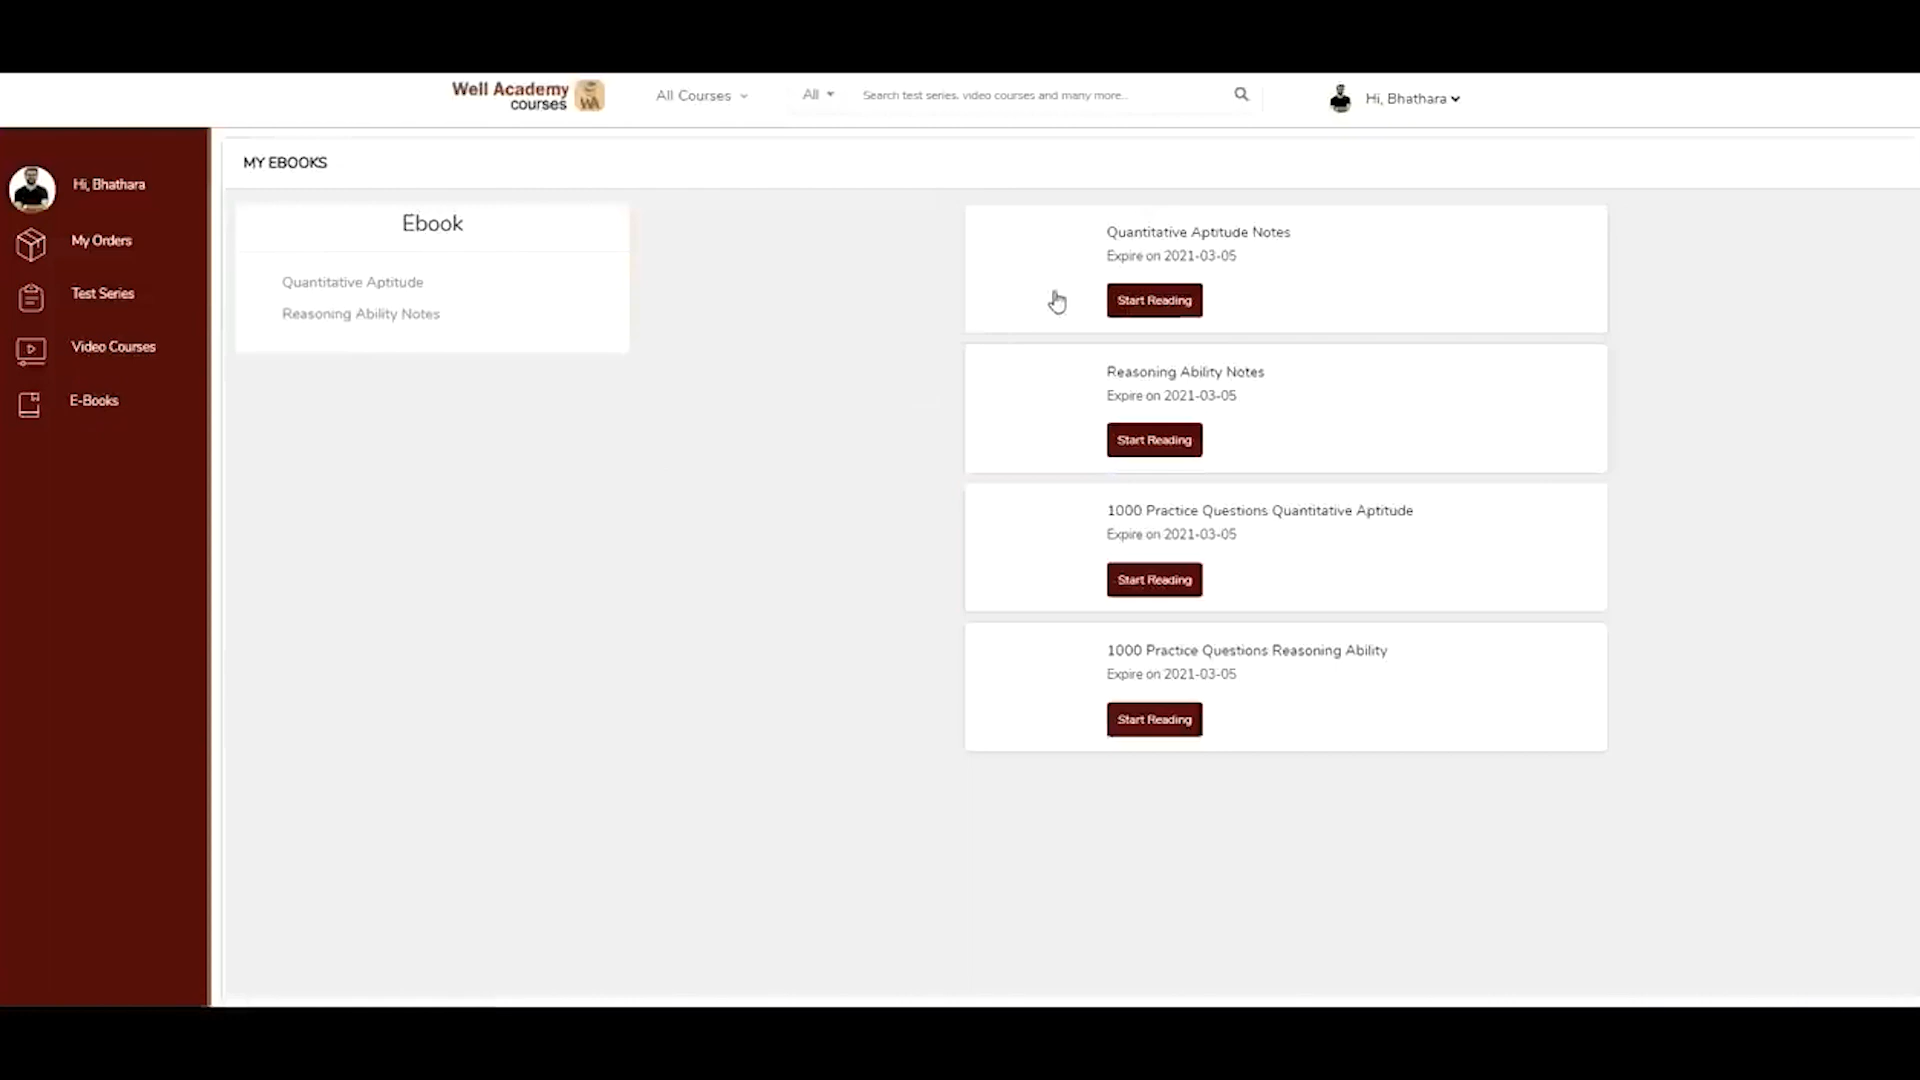 Well Academy
courses
WA
All Courses
All
Search test series, video courses and many more...
Hi, Bhathara
Hi, Bhathara
My Orders
Test Series
Video Courses
E-Books
MY EBOOKS
Ebook
Quantitative Aptitude
Reasoning Ability Notes
Quantitative Aptitude Notes
Expire on 2021-03-05
Start Reading
Reasoning Ability Notes
Expire on 2021-03-05
Start Reading
1000 Practice Questions Quantitative Aptitude
Expire on 2021-03-05
Start Reading
1000 Practice Questions Reasoning Ability
Expire on 2021-03-05
Start Reading